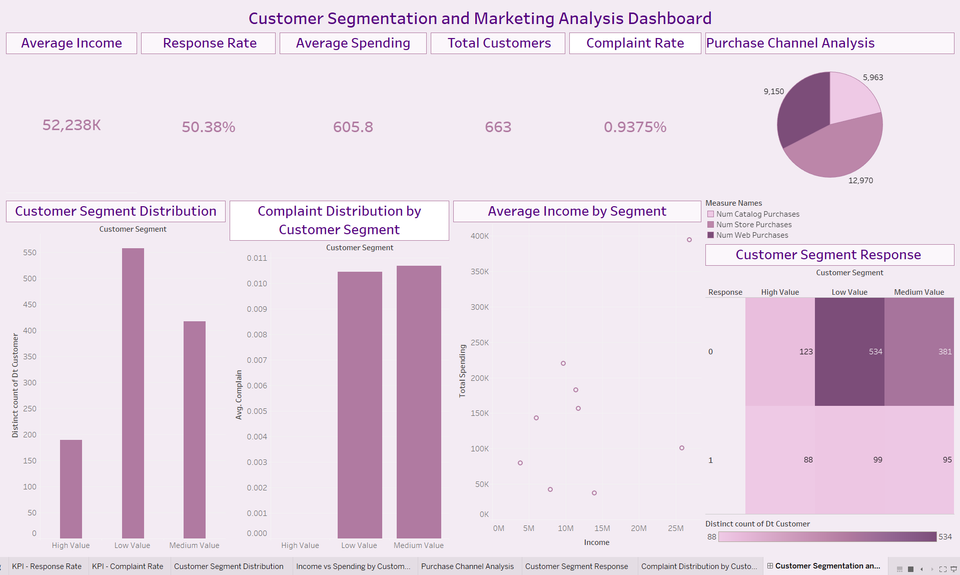 Customer Segmentation and Marketing Analysis Dashboard
Average Income
Response Rate
Average Spending
Total Customers
Complaint Rate
Purchase Channel Analysis
52,238K
50.38%
605.8
663
0.9375%
5,963
9,150
12,970
Measure Names
Num Catalog Purchases
Num Store Purchases
Num Web Purchases
Customer Segment Distribution
Customer Segment
Distinct count of Dt Customer
550
500
450
400
350
300
250
200
150
100
50
0
High Value
Low Value
Medium Value
Complaint Distribution by
Customer Segment
Customer Segment
Avg. Complain
0.011
0.010
0.009
0.008
0.007
0.006
0.005
0.004
0.003
0.002
0.001
0.000
High Value
Low Value
Medium Value
Average Income by Segment
Total Spending
400K
350K
300K
250K
200K
150K
100K
50K
0K
0M
5M
10M
15M
20M
25M
Income
Customer Segment Response
Customer Segment
Response
High Value
Low Value
Medium Value
0
123
534
381
1
88
99
95
Distinct count of Dt Customer
88
534
KPI - Response Rate
KPI - Complaint Rate
Customer Segment Distribution
Income vs Spending by Custom...
Purchase Channel Analysis
Customer Segment Response
Complaint Distribution by Custo...
Customer Segmentation an...